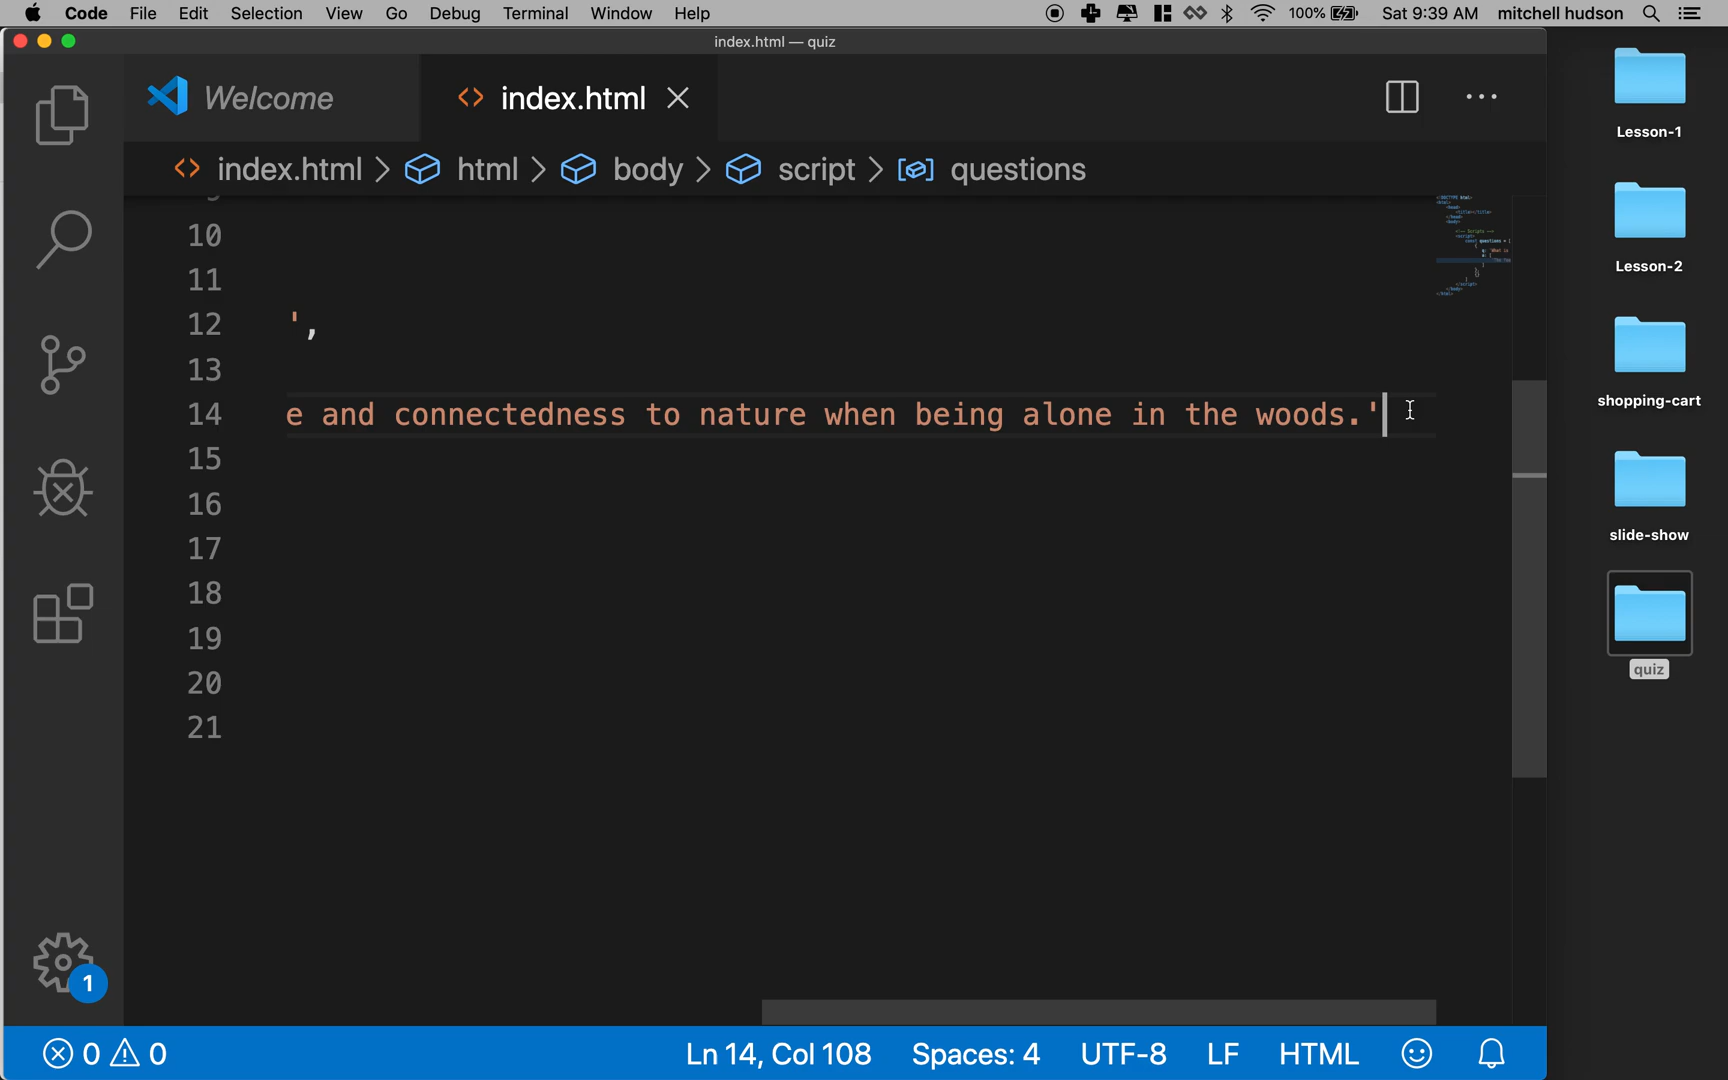 Code File Edit Selection View Go Debug Terminal Window Help 100% Sat 9:39 AM mitchell hudson
index.html — quiz
Welcome index.html
index.html > html > body > script > questions
10
11
12 ',
13
14 e and connectedness to nature when being alone in the woods.'
15
16
17
18
19
20
21
1
0 0 Ln 14, Col 108 Spaces: 4 UTF-8 LF HTML
Lesson-1
Lesson-2
shopping-cart
slide-show
quiz